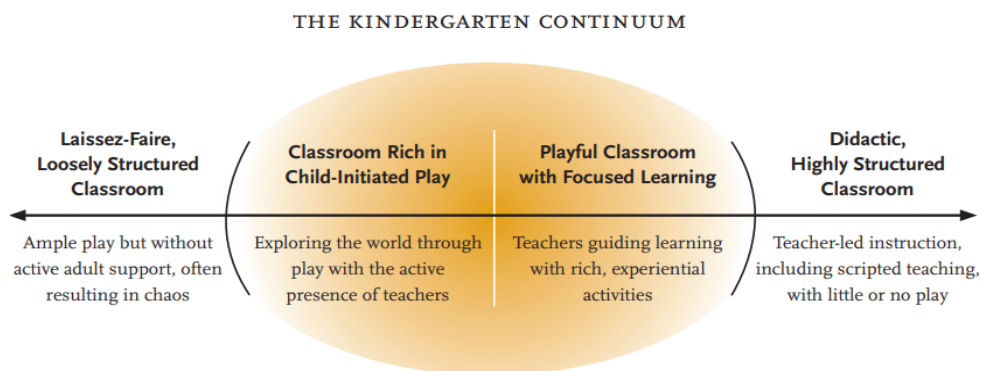 THE KINDERGARTEN CONTINUUM
Laissez-Faire,
Loosely Structured
Classroom
Ample play but without
active adult support, often
resulting in chaos
Classroom Rich in
Child-Initiated Play
Exploring the world through
play with the active
presence of teachers
Playful Classroom
with Focused Learning
Teachers guiding learning
with rich, experiential
activities
Didactic,
Highly Structured
Classroom
Teacher-led instruction,
including scripted teaching,
with little or no play